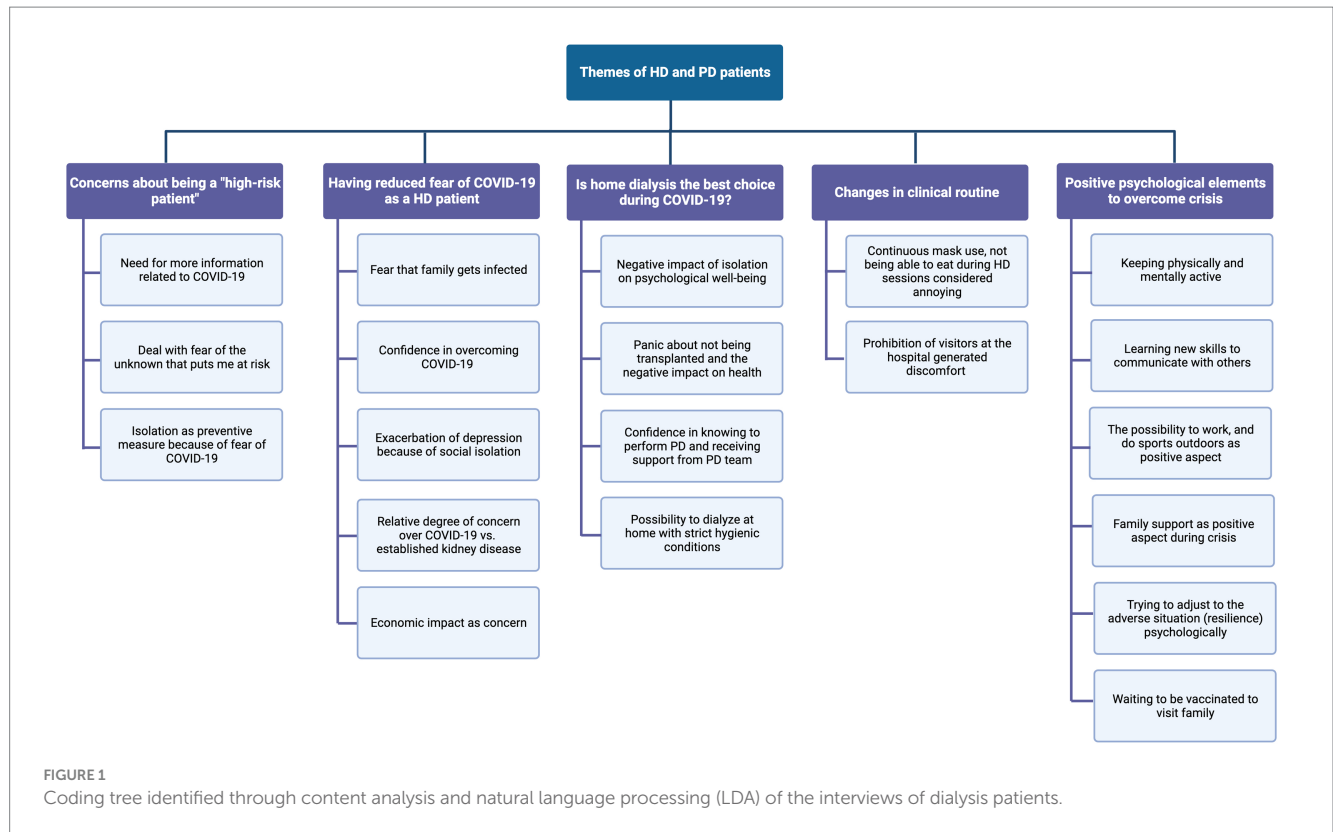 Themes of HD and PD patients
Concerns about being a "high-risk
patient"
Need for more information
related to COVID-19
Deal with fear of the
unknown that puts me at risk
Isolation as preventive
measure because of fear of
COVID-19
Having reduced fear of COVID-19
as a HD patient
Fear that family gets infected
Confidence in overcoming
COVID-19
Exacerbation of depression
because of social isolation
Relative degree of concern
over COVID-19 vs.
established kidney disease
Economic impact as concern
Is home dialysis the best choice
during COVID-19?
Negative impact of isolation
on psychological well-being
Panic about not being
transplanted and the
negative impact on health
Confidence in knowing to
perform PD and receiving
support from PD team
Possibility to dialyze at
home with strict hygienic
conditions
Changes in clinical routine
Continuous mask use, not
being able to eat during HD
sessions considered
annoying
Prohibition of visitors at the
hospital generated
discomfort
Positive psychological elements
to overcome crisis
Keeping physically and
mentally active
Learning new skills to
communicate with others
The possibility to work, and
do sports outdoors as
positive aspect
Family support as positive
aspect during crisis
Trying to adjust to the
adverse situation (resilience)
psychologically
Waiting to be vaccinated to
visit family
FIGURE 1
Coding tree identified through content analysis and natural language processing (LDA) of the interviews of dialysis patients.